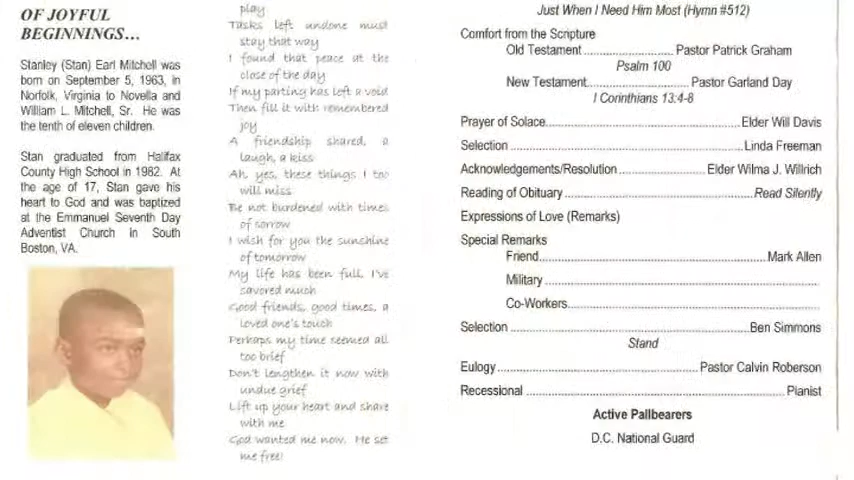 OF JOYFUL
BEGINNINGS...
Stanley (Stan) Earl Mitchell was
born on September 5, 1963, in
Norfolk, Virginia to Novella and
William L. Mitchell, Sr. He was
the tenth of eleven children.
Stan graduated from Halifax
County High School in 1982. At
the age of 17, Stan gave his
heart to God and was baptized
at the Emmanuel Seventh Day
Adventist Church in South
Boston, VA.
play
Tasks left undone must
stay that way
I found that peace at the
close of the day
If my parting has left a void
Then fill it with remembered
joy
A friendship shared, a
laugh, a kiss
Ah, yes, these things I too
will miss
Be not burdened with times
of sorrow
I wish for you the sunshine
of tomorrow
My life has been full, I've
savored much
Good friends, good times, a
loved one's touch
Perhaps my time seemed all
too brief
Don't lengthen it now with
undue grief
Lift up your heart and share
with me
God wanted me now. He set
me free!
Just When I Need Him Most (Hymn #512)
Comfort from the Scripture
Old Testament Pastor Patrick Graham
Psalm 100
New Testament Pastor Garland Day
I Corinthians 13:4-8
Prayer of Solace Elder Will Davis
Selection Linda Freeman
Acknowledgements/Resolution Elder Wilma J. Willrich
Reading of Obituary Read Silently
Expressions of Love (Remarks)
Special Remarks
Friend Mark Allen
Military
Co-Workers
Selection Ben Simmons
Stand
Eulogy Pastor Calvin Roberson
Recessional Pianist
Active Pallbearers
D.C. National Guard